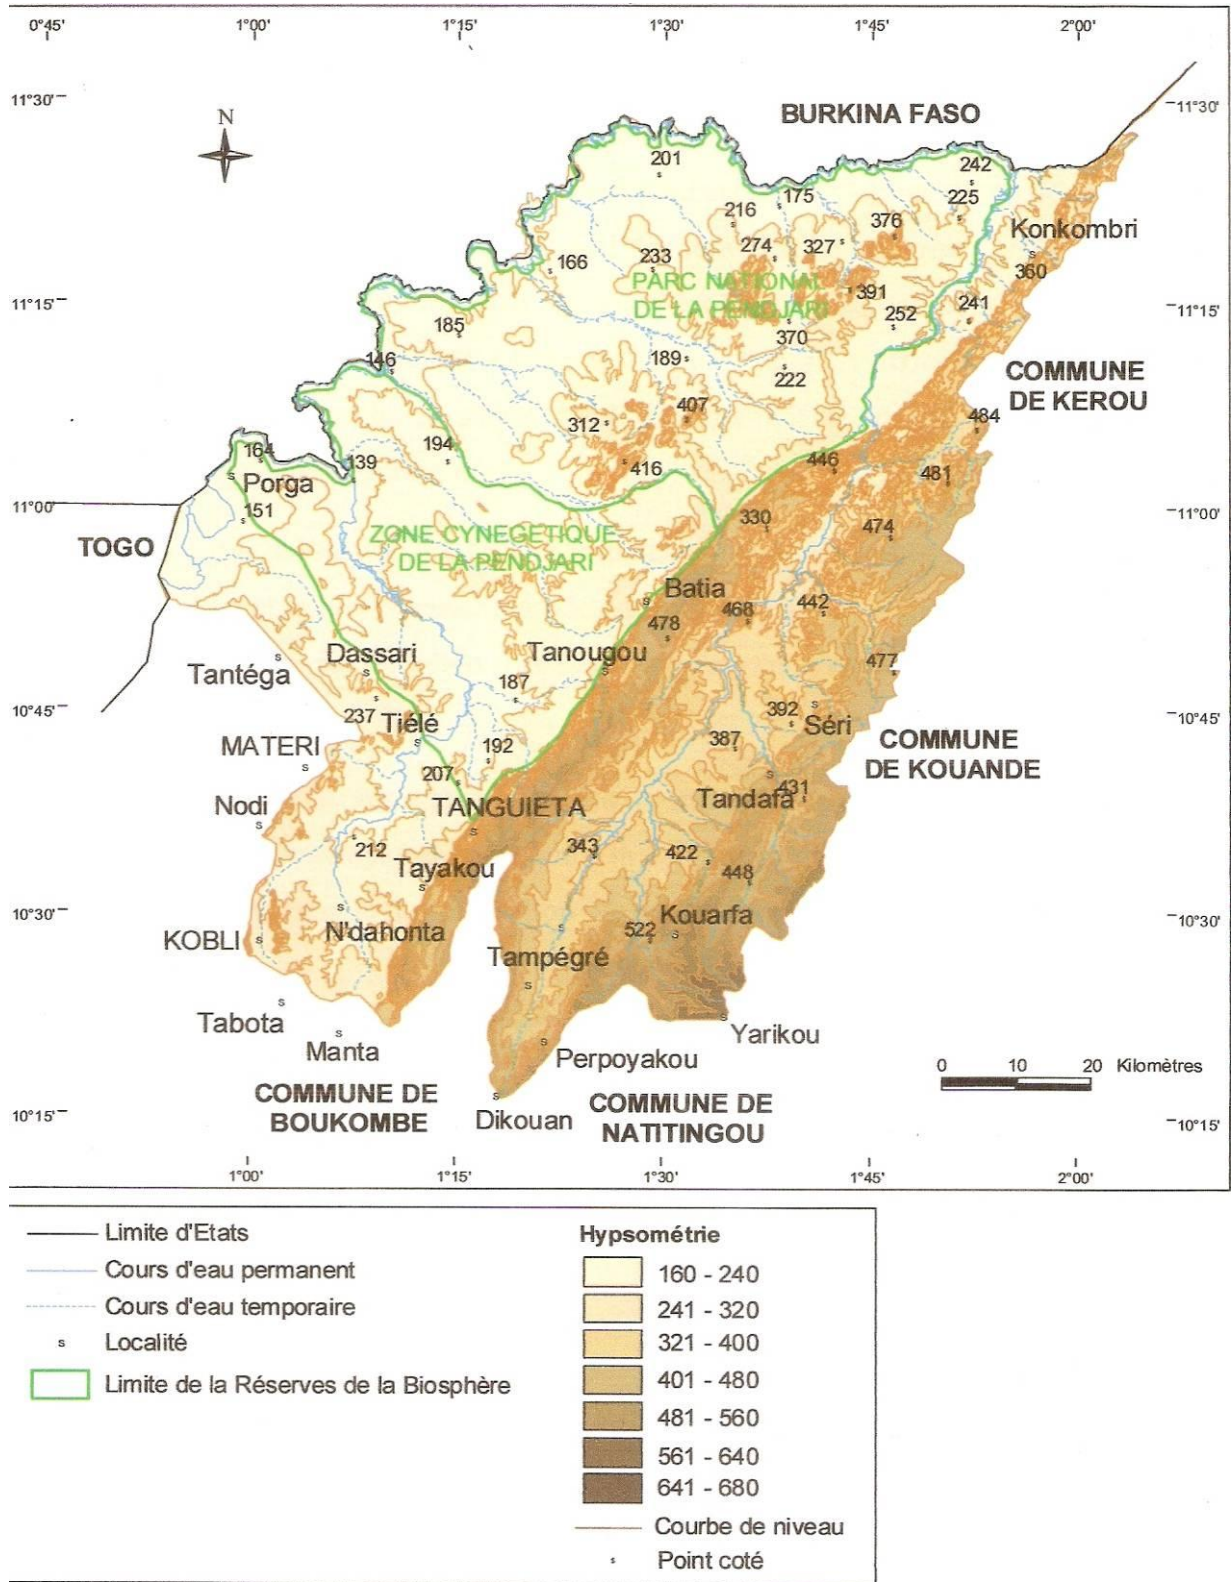 0°45'
1°00'
1°15'
1°30'
1°45'
2°00'
11°30'
11°30'
N
BURKINA FASO
201
242
175
225
216
376
Konkombri
274
327
233
166
360
PARC NATIONAL
DE LA PENDJARI
391
11°15'
11°15'
241
252
185
370
146
189
222
COMMUNE
DE KEROU
407
484
312
194
164
139
416
446
481
Porga
11°00'
151
330
474
11°00'
TOGO
ZONE CYNEGETIQUE
DE LA PENDJARI
Batia
468
442
478
Dassari
Tanougou
477
Tantéga
187
10°45'
237
Tiélé
392
Séri
10°45'
MATERI
192
387
COMMUNE
DE KOUANDE
207
Nodi
TANGUIETA
Tandafa
431
212
343
422
Tayakou
448
10°30'
Kouarfa
10°30'
KOBLI
N'dahonta
522
Tampégré
Tabota
Yarikou
Manta
Perpoyakou
0 10 20 Kilomètres
COMMUNE DE
BOUKOMBE
Dikouan
COMMUNE DE
NATITINGOU
10°15'
10°15'
1°00'
1°15'
1°30'
1°45'
2°00'
Limite d'Etats
Cours d'eau permanent
Cours d'eau temporaire
s Localité
Limite de la Réserves de la Biosphère
Hypsométrie
160 - 240
241 - 320
321 - 400
401 - 480
481 - 560
561 - 640
641 - 680
Courbe de niveau
s Point coté